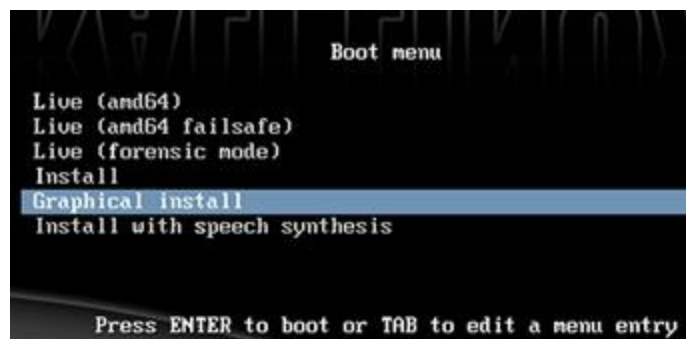 Boot menu
Live (amd64)
Live (amd64 failsafe)
Live (forensic mode)
Install
Graphical install
Install with speech synthesis
Press ENTER to boot or TAB to edit a menu entry